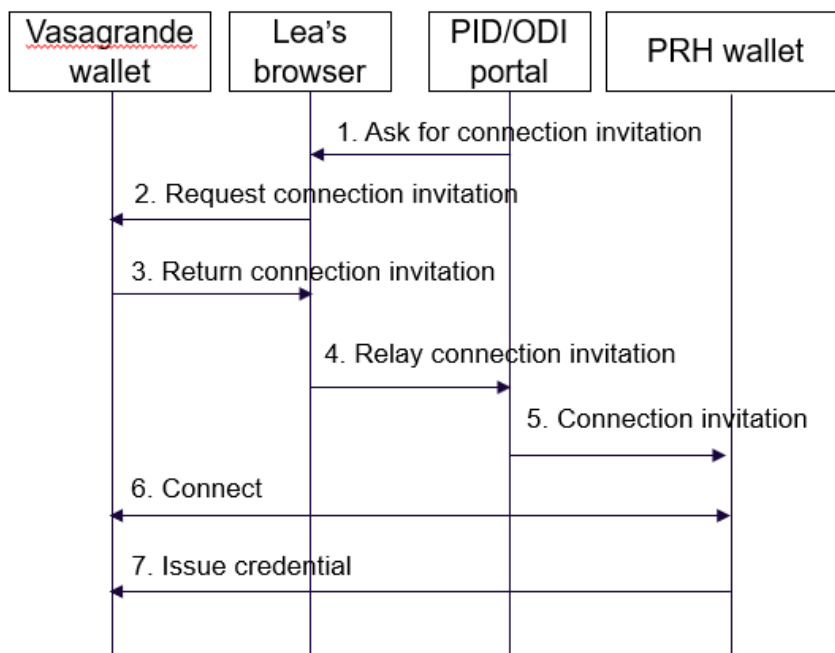 Vasagrande
wallet
Lea's
browser
PID/ODI
portal
PRH wallet
1. Ask for connection invitation
2. Request connection invitation
3. Return connection invitation
4. Relay connection invitation
5. Connection invitation
6. Connect
7. Issue credential